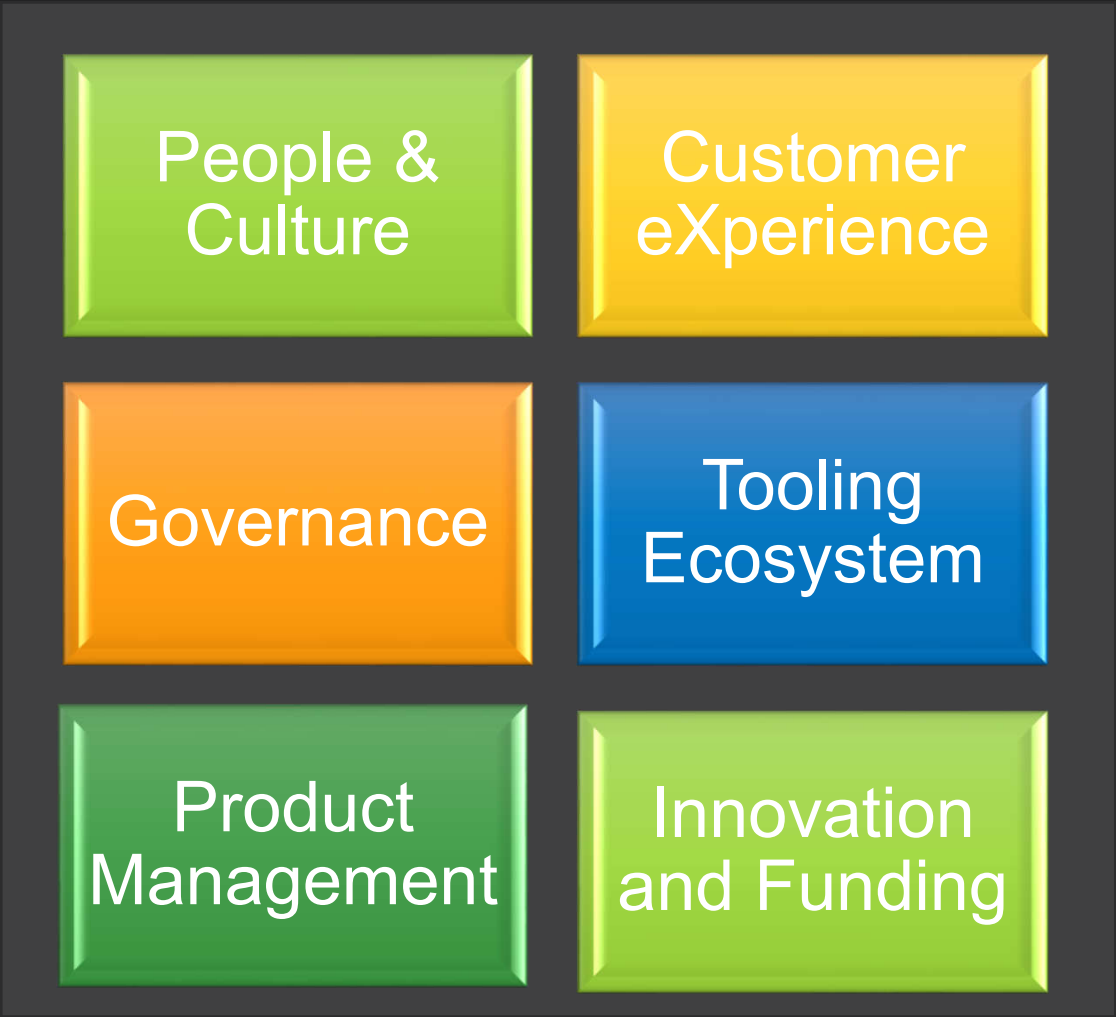 People &
Culture
Customer
eXperience
Governance
Tooling
Ecosystem
Product
Management
Innovation
and Funding